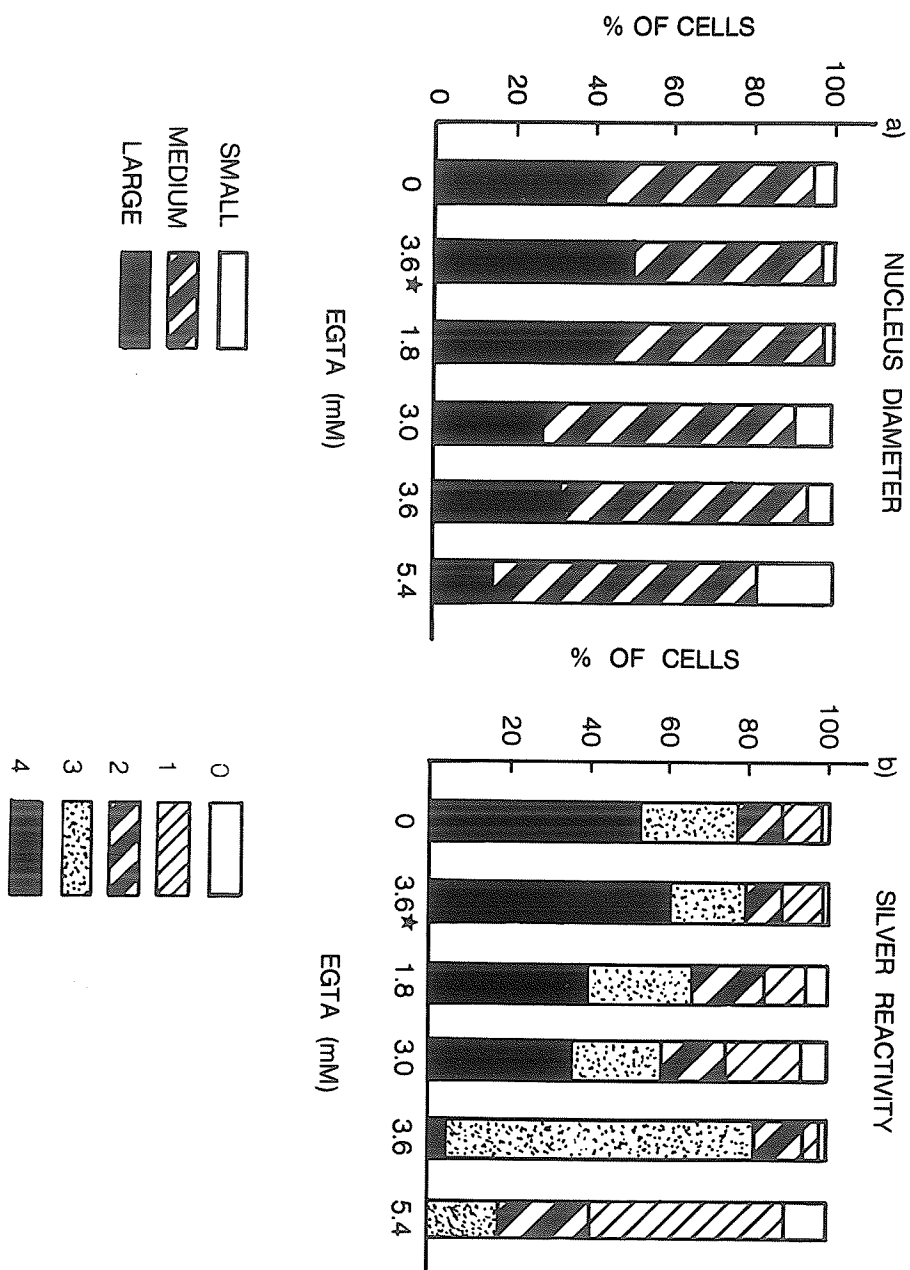 a)
NUCLEUS DIAMETER
% OF CELLS
100
80
60
40
20
0
0 3.6★ 1.8 3.0 3.6 5.4
EGTA (mM)
SMALL
MEDIUM
LARGE
b)
SILVER REACTIVITY
% OF CELLS
100
80
60
40
20
0 3.6★ 1.8 3.0 3.6 5.4
EGTA (mM)
0
1
2
3
4